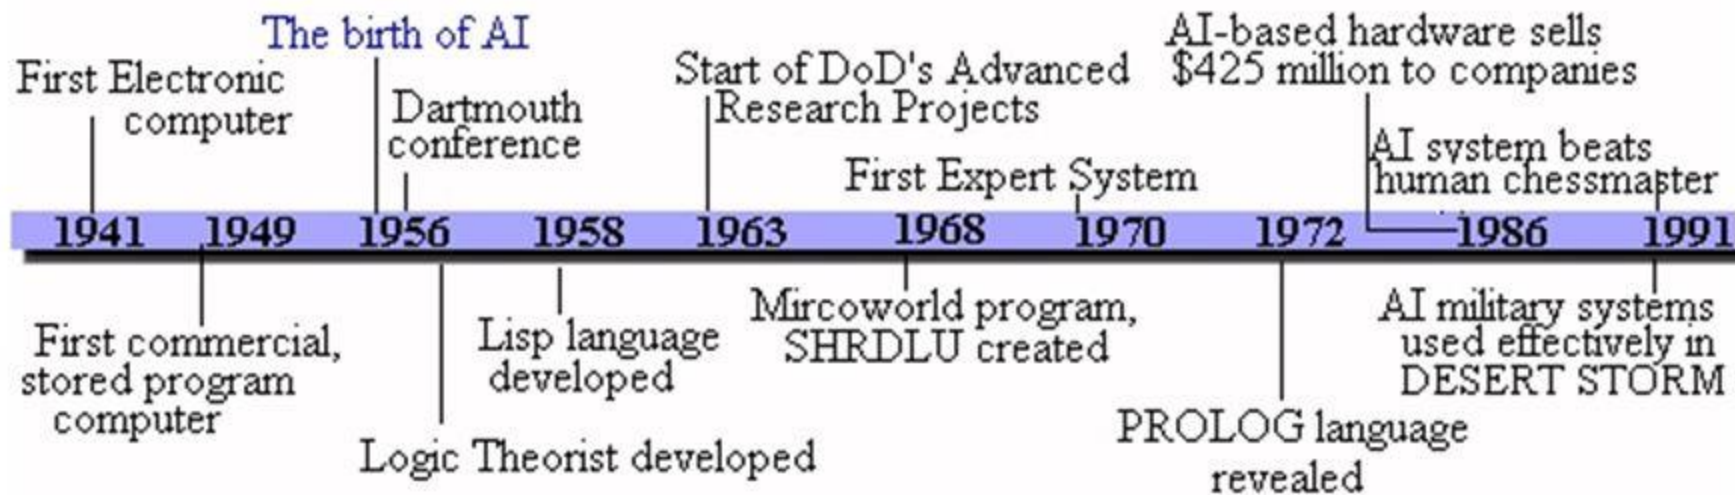 The birth of AI
First Electronic
computer
Dartmouth
conference
Start of DoD's Advanced
Research Projects
First Expert System
AI-based hardware sells
$425 million to companies
AI system beats
human chessmaster
1941 1949 1956 1958 1963 1968 1970 1972 1986 1991
First commercial,
stored program
computer
Logic Theorist developed
Lisp language
developed
Mircoworld program,
SHRDLU created
PROLOG language
revealed
AI military systems
used effectively in
DESERT STORM